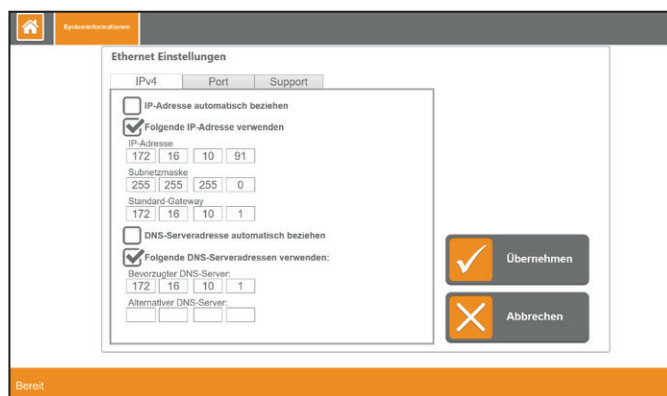 Systeminformationen
Ethernet Einstellungen
IPv4 Port Support
IP-Adresse automatisch beziehen
Folgende IP-Adresse verwenden
IP-Adresse
172 16 10 91
Subnetzmaske
255 255 255 0
Standard-Gateway
172 16 10 1
DNS-Serveradresse automatisch beziehen
Folgende DNS-Serveradressen verwenden:
Bevorzugter DNS-Server:
172 16 10 1
Alternativer DNS-Server:
Übernehmen
Abbrechen
Bereit